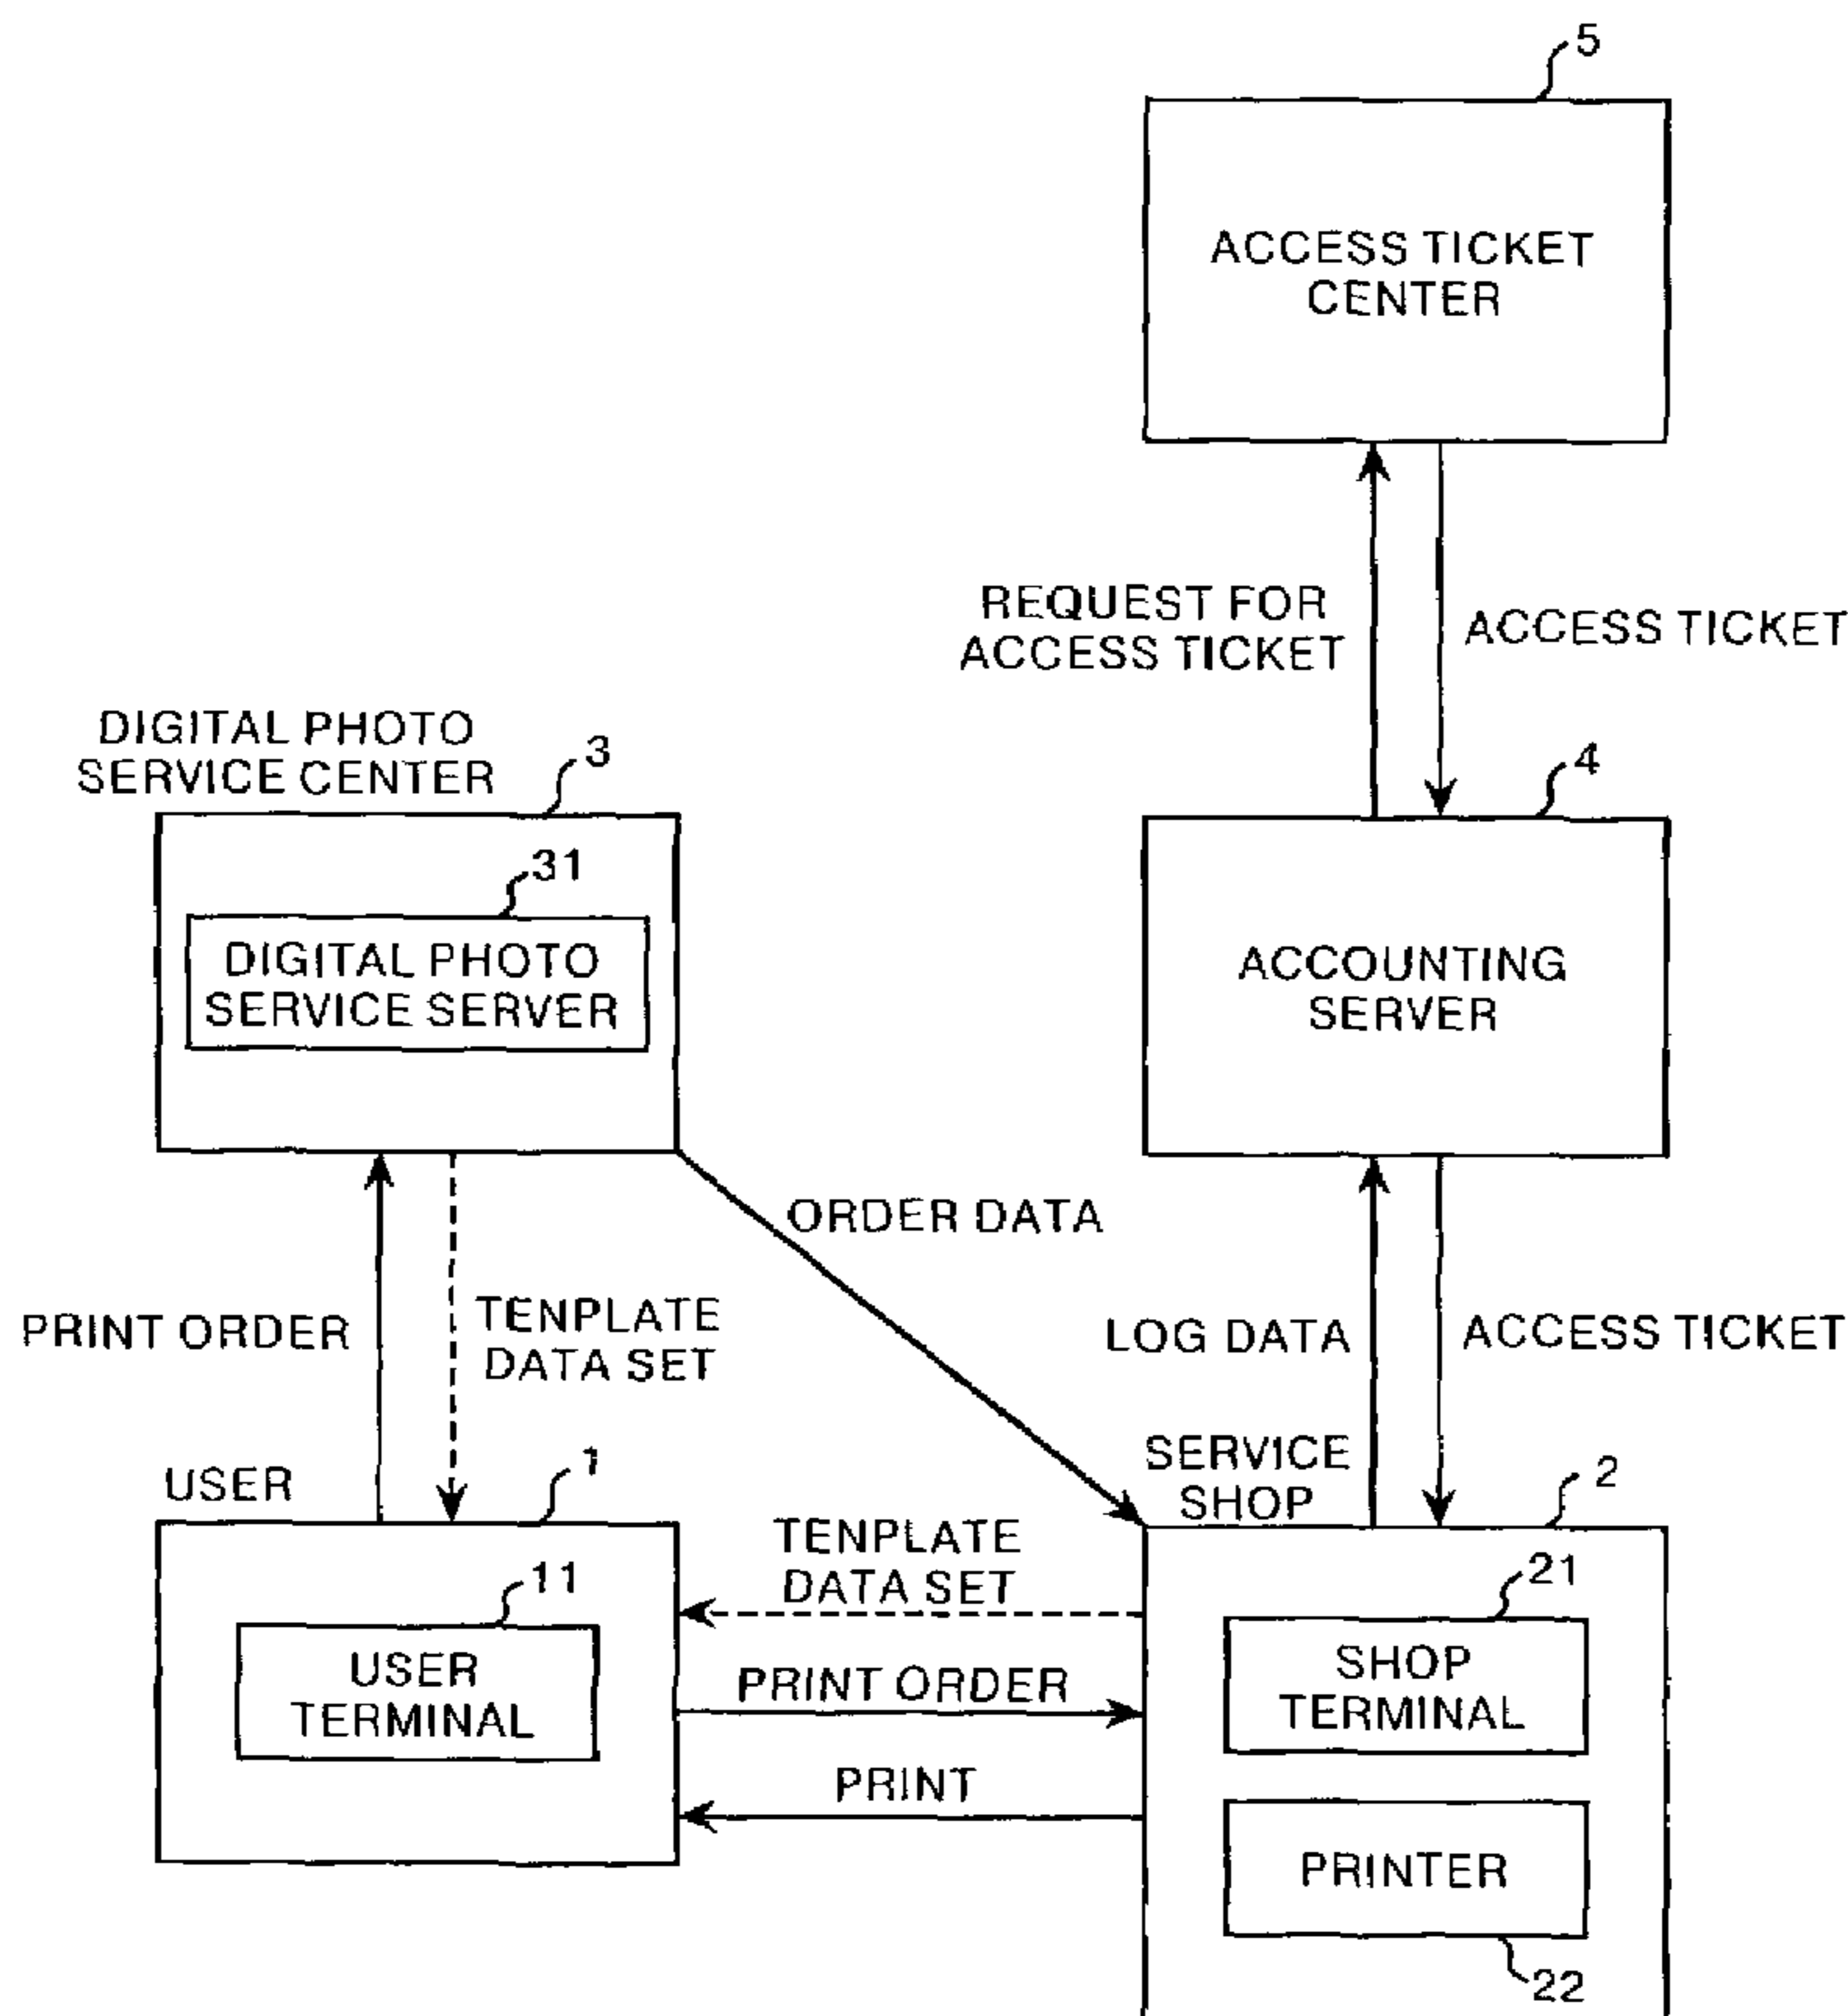 5
ACCESS TICKET
CENTER
REQUEST FOR
ACCESS TICKET
ACCESS TICKET
DIGITAL PHOTO
SERVICE CENTER
3
4
31
DIGITAL PHOTO
SERVICE SERVER
ACCOUNTING
SERVER
ORDER DATA
PRINT ORDER
TENPLATE
DATA SET
LOG DATA
ACCESS TICKET
USER
1
SERVICE
SHOP
2
TENPLATE
DATA SET
11
USER
TERMINAL
21
SHOP
TERMINAL
PRINT ORDER
PRINT
PRINTER
22